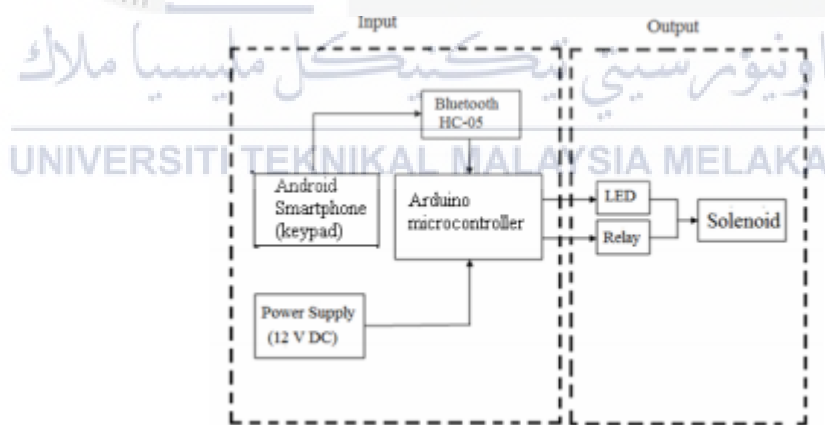 Input
Output
اونيۏرسيتي تيكنيكل مليسيا ملاك
UNIVERSITI TEKNIKAL MALAYSIA MELAKA
Bluetooth
HC-05
Android
Smartphone
(keypad)
Arduino
microcontroller
LED
Relay
Solenoid
Power Supply
(12 V DC)